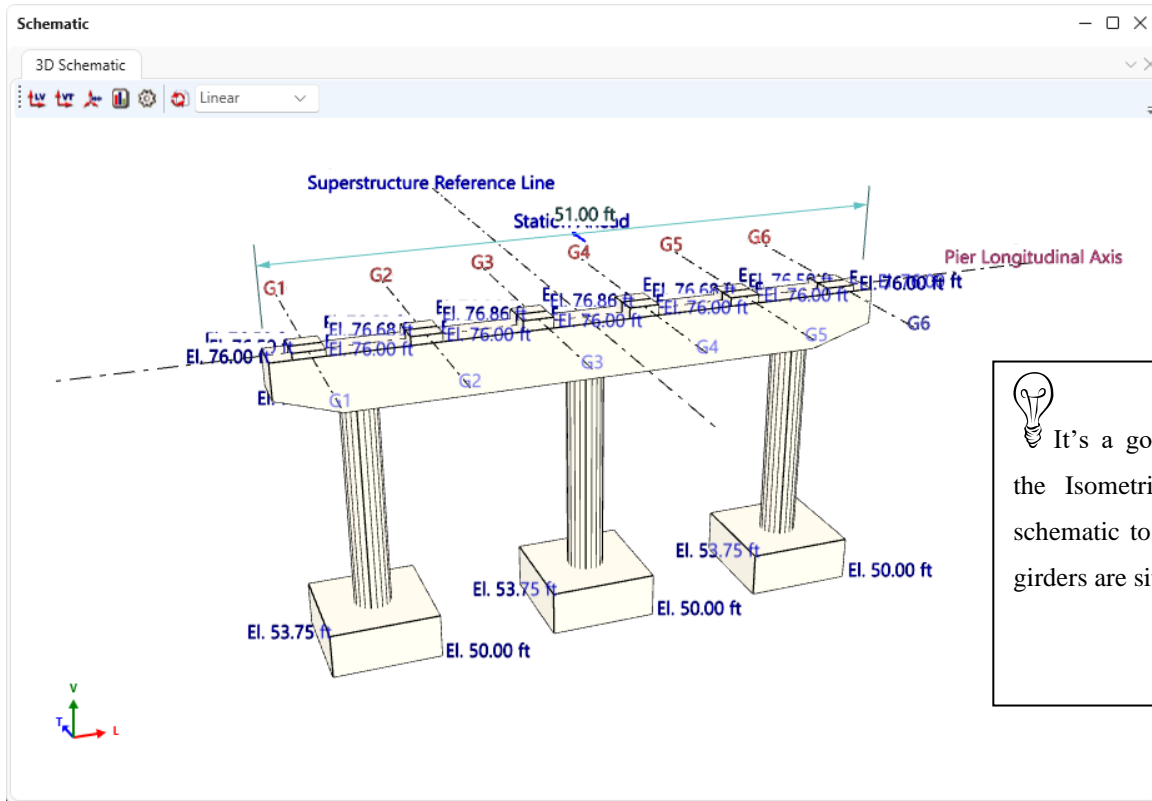 Schematic
3D Schematic
LV VT Linear
Superstructure Reference Line
51.00 ft
Station Ahead
G1 G2 G3 G4 G5 G6
Pier Longitudinal Axis
El. 76.68 ft El. 76.86 ft El. 76.86 ft El. 76.68 ft
El. 76.00 ft El. 76.00 ft El. 76.00 ft El. 76.00 ft El. 76.00 ft El. 76.00 ft El. 76.00 ft
G1 G2 G3 G4 G5 G6
El. 53.75 ft El. 53.75 ft El. 53.75 ft
El. 50.00 ft El. 50.00 ft El. 50.00 ft
V
T
L
It's a go
the Isometri
schematic to
girders are si